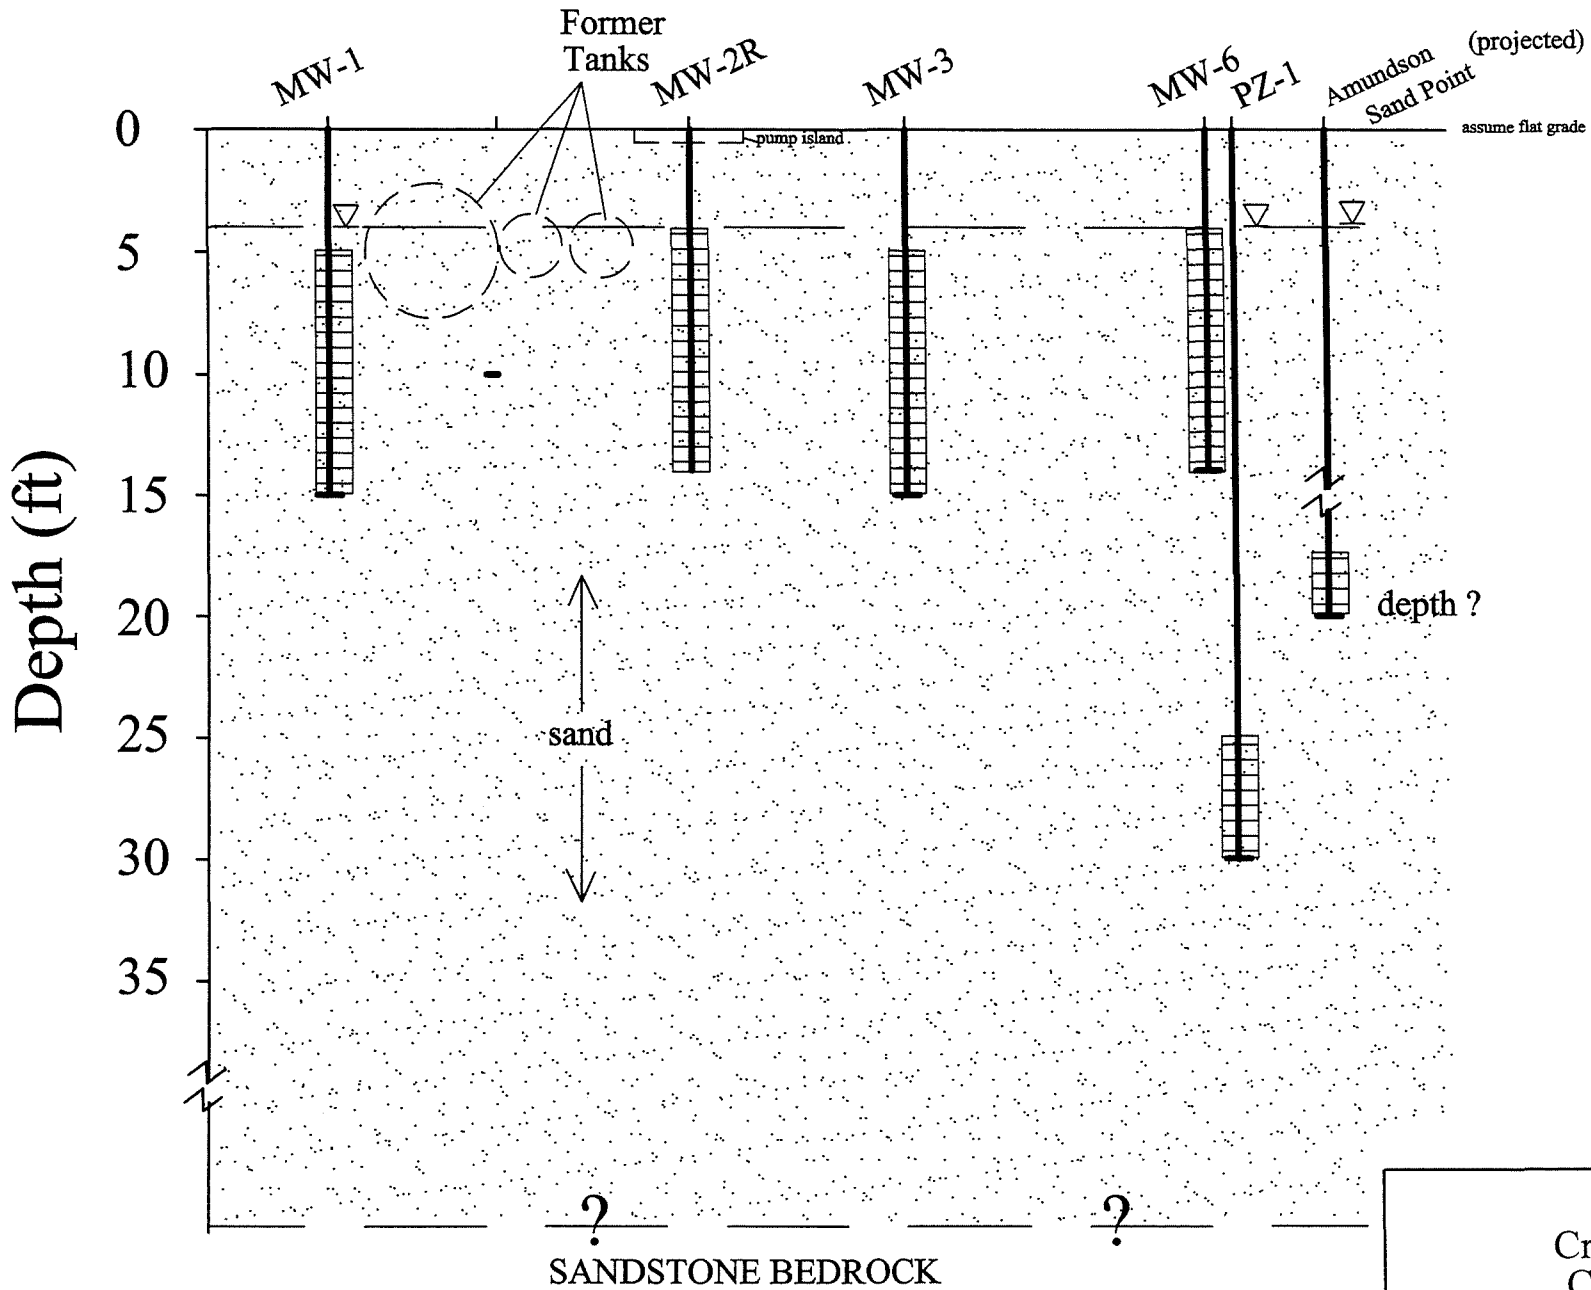 Former
Tanks
MW-1
MW-2R
MW-3
MW-6
PZ-1
Amundson (projected)
Sand Point
0
pump island
assume flat grade
5
10
15
20
depth ?
25
sand
30
35
Depth (ft)
? ?
SANDSTONE BEDROCK
Cr
C